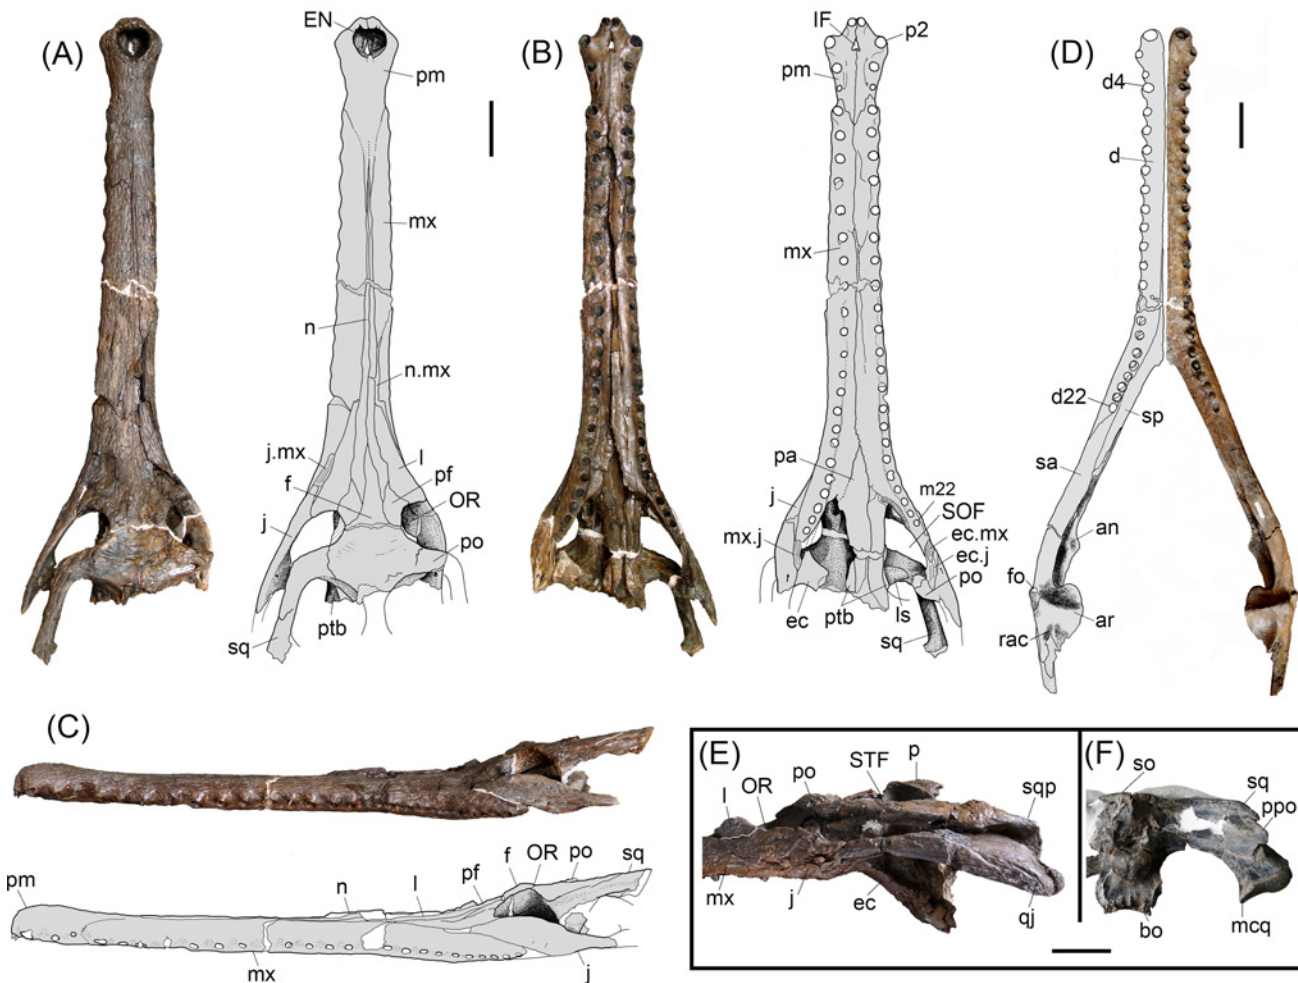 (A)
EN
pm
mx
n
n.mx
j.mx
l
f
pf
OR
j
po
ptb
sq
(B)
IF
p2
pm
mx
pa
j
m22
SOF
mx.j
ec.mx
ec.j
po
ec
ptb
ls
sq
(D)
d4
d
d22
sp
sa
an
fo
ar
rac
(C)
pm
n
l
pf
f
OR
po
sq
mx
j
(E)
l
OR
po
STF
p
sqp
mx
j
ec
qj
(F)
so
sq
ppo
bo
mcq